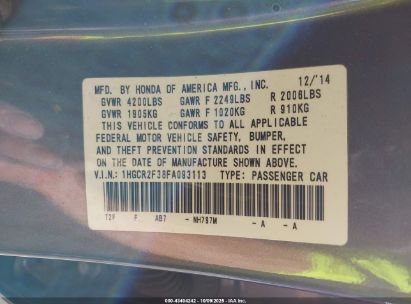 MFD. BY HONDA OF AMERICA MFG., INC. 12/14
GVWR 4200LBS GAWR F 2249LBS R 2006LBS
GVWR 1905KG GAWR F 1020KG R 910KG
THIS VEHICLE CONFORMS TO ALL APPLICABLE
FEDERAL MOTOR VEHICLE SAFETY, BUMPER,
AND THEFT PREVENTION STANDARDS IN EFFECT
ON THE DATE OF MANUFACTURE SHOWN ABOVE.
V.I.N.: 1HGCR2F38FA093113 TYPE: PASSENGER CAR
F AB7 - NH797M - A - A